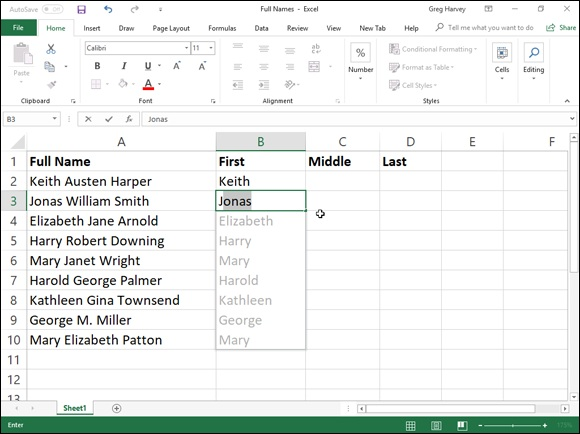 AutoSave Off Full Names - Excel Greg Harvey
File Home Insert Page Layout Formulas Data Review View Tell me what you want to do Share
Paste Calibri 11 % Number Conditional Formatting Format as Table Cell Styles Cells Editing
B I U A A
Clipboard Font Alignment Styles
B3 fx Jonas
A B C D E F
1 Full Name First Middle Last
2 Keith Austen Harper Keith
3 Jonas William Smith Jonas
4 Elizabeth Jane Arnold Elizabeth
5 Harry Robert Downing Harry
6 Mary Janet Wright Mary
7 Harold George Palmer Harold
8 Kathleen Gina Townsend Kathleen
9 George M. Miller George
10 Mary Elizabeth Patton Mary
11
12
13
Sheet1
Enter